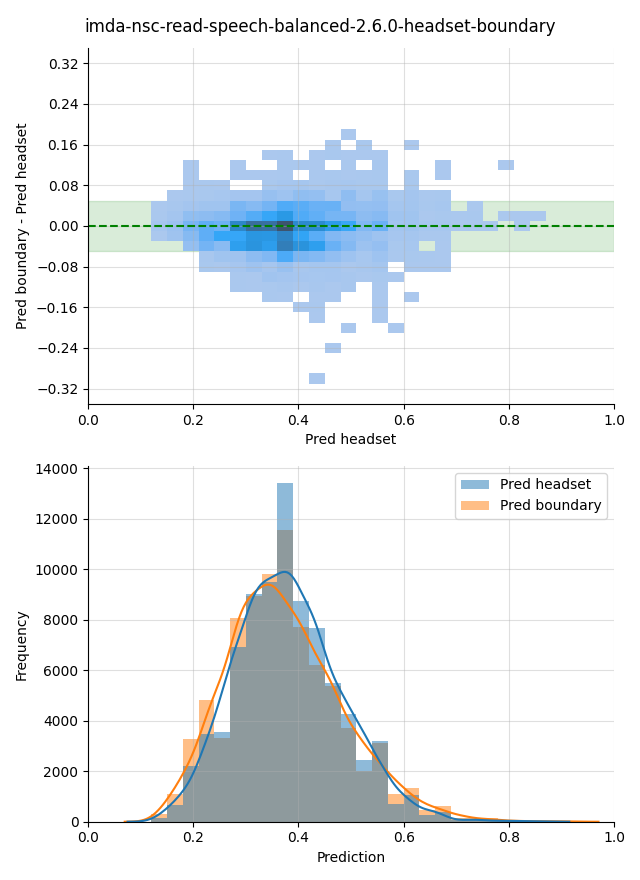 imda-nsc-read-speech-balanced-2.6.0-headset-boundary
0.32
0.24
0.16
0.08
0.00
−0.08
−0.16
−0.24
−0.32
Pred boundary - Pred headset
0.0 0.2 0.4 0.6 0.8 1.0
Pred headset
14000
12000
10000
8000
6000
4000
2000
0
Frequency
Pred headset
Pred boundary
0.0 0.2 0.4 0.6 0.8 1.0
Prediction